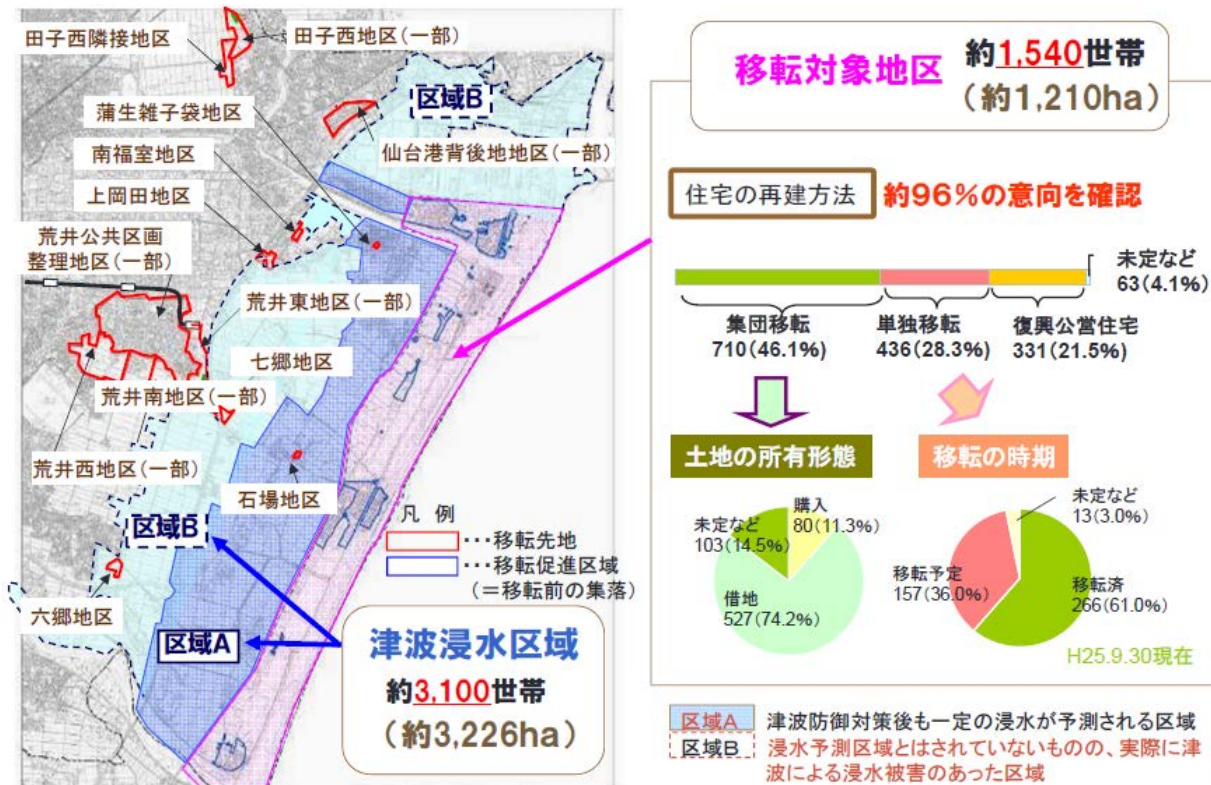 田子西隣接地区
田子西地区(一部)
蒲生雑子袋地区
区域B
南福室地区
仙台港背後地地区(一部)
上岡田地区
荒井公共区画
整理地区(一部)
荒井東地区(一部)
七郷地区
荒井南地区(一部)
荒井西地区(一部)
石場地区
区域B
六郷地区
区域A
凡 例
･･･移転先地
･･･移転促進区域
(=移転前の集落)
津波浸水区域
約3,100世帯
(約3,226ha)
移転対象地区
約1,540世帯
(約1,210ha)
住宅の再建方法
約96%の意向を確認
未定など
63(4.1%)
集団移転
710(46.1%)
単独移転
436(28.3%)
復興公営住宅
331(21.5%)
土地の所有形態
購入
80(11.3%)
未定など
103(14.5%)
借地
527(74.2%)
移転の時期
未定など
13(3.0%)
移転予定
157(36.0%)
移転済
266(61.0%)
H25.9.30現在
区域A 津波防御対策後も一定の浸水が予測される区域
区域B 浸水予測区域とはされていないものの、実際に津
波による浸水被害のあった区域